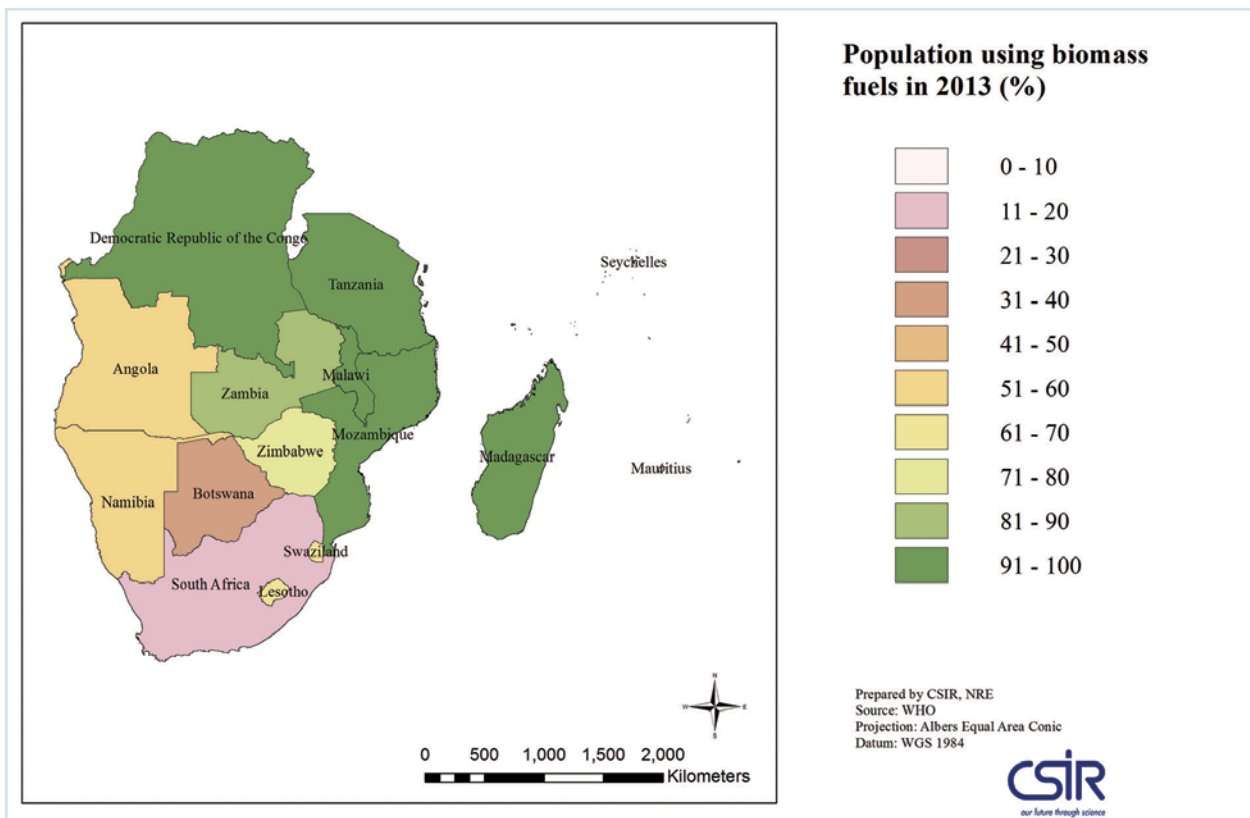 Population using biomass
fuels in 2013 (%)
0 - 10
11 - 20
21 - 30
31 - 40
41 - 50
51 - 60
61 - 70
71 - 80
81 - 90
91 - 100
Democratic Republic of the Congo
Seychelles
Tanzania
Angola
Malawi
Zambia
Mozambique
Zimbabwe
Madagascar
Mauritius
Botswana
Namibia
Swaziland
South Africa
Lesotho
N
W
E
S
0 500 1,000 1,500 2,000
Kilometers
Prepared by CSIR, NRE
Source: WHO
Projection: Albers Equal Area Conic
Datum: WGS 1984
CSIR
our future through science